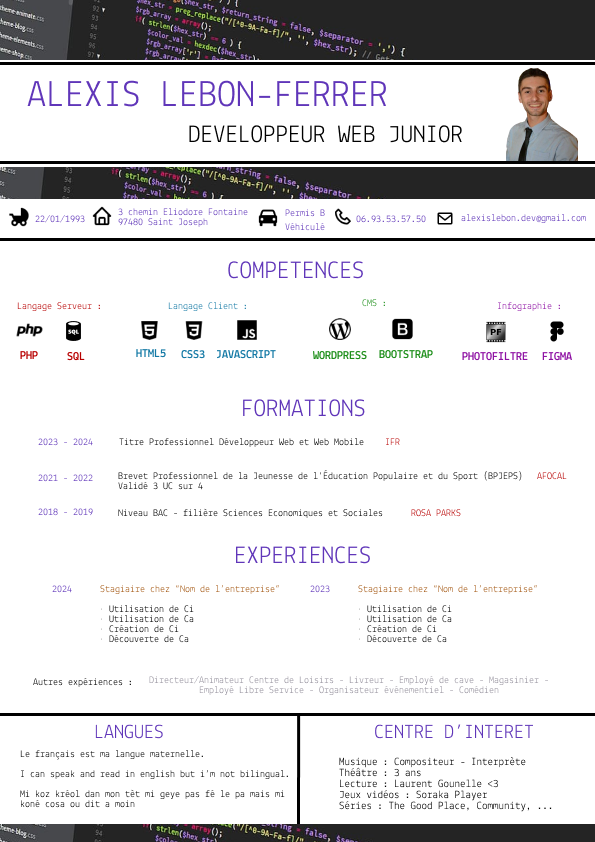 ALEXIS LEBON-FERRER
DEVELOPPEUR WEB JUNIOR
22/01/1993
3 chemin Eliodore Fontaine
97480 Saint Joseph
Permis B
Véhiculé
06.93.53.57.50
alexislebon.dev@gmail.com
COMPETENCES
Langage Serveur :
Langage Client :
CMS :
Infographie :
php
SQL
JS
B
PF
PHP
SQL
HTML5
CSS3
JAVASCRIPT
WORDPRESS
BOOTSTRAP
PHOTOFILTRE
FIGMA
FORMATIONS
2023 - 2024 Titre Professionnel Développeur Web et Web Mobile IFR
2021 - 2022 Brevet Professionnel de la Jeunesse de l'Éducation Populaire et du Sport (BPJEPS) AFOCAL
Validé 3 UC sur 4
2018 - 2019 Niveau BAC - filière Sciences Economiques et Sociales ROSA PARKS
EXPERIENCES
2024 Stagiaire chez "Nom de l'entreprise"
· Utilisation de Ci
· Utilisation de Ca
· Création de Ci
· Découverte de Ca
2023 Stagiaire chez "Nom de l'entreprise"
· Utilisation de Ci
· Utilisation de Ca
· Création de Ci
· Découverte de Ca
Autres expériences : Directeur/Animateur Centre de Loisirs - Livreur - Employé de cave - Magasinier -
Employé Libre Service - Organisateur évènementiel - Comédien
LANGUES
Le français est ma langue maternelle.
I can speak and read in english but i'm not bilingual.
Mi koz kréol dan mon tèt mi geye pas fé le pa mais mi
koné cosa ou dit a moin
CENTRE D'INTERET
Musique : Compositeur - Interprète
Théâtre : 3 ans
Lecture : Laurent Gounelle <3
Jeux vidéos : Soraka Player
Séries : The Good Place, Community, ...